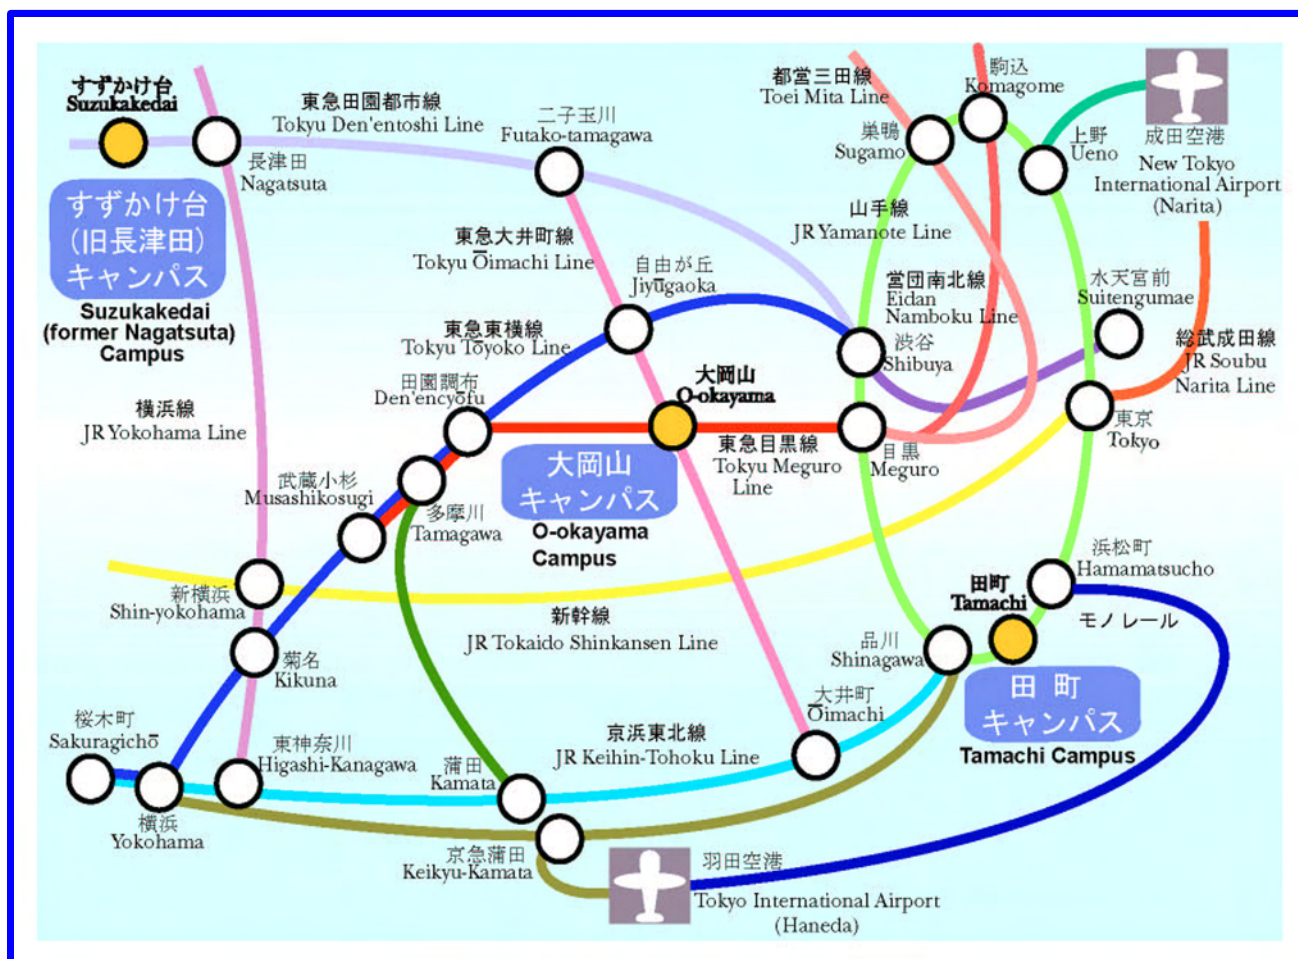 すずかけ台
Suzukakedai
東急田園都市線
Tokyu Den'entoshi Line
長津田
Nagatsuta
二子玉川
Futako-tamagawa
都営三田線
Toei Mita Line
駒込
Komagome
巣鴨
Sugamo
上野
Ueno
成田空港
New Tokyo
International Airport
(Narita)
すずかけ台
(旧長津田)
キャンパス
Suzukakedai
(former Nagatsuta)
Campus
東急大井町線
Tokyu Ōimachi Line
自由が丘
Jiyūgaoka
山手線
JR Yamanote Line
営団南北線
Eidan
Namboku Line
水天宮前
Suitengumae
総武成田線
JR Soubu
Narita Line
東急東横線
Tokyu Tōyoko Line
渋谷
Shibuya
田園調布
Den'encyōfu
大岡山
O-okayama
横浜線
JR Yokohama Line
東急目黒線
Tokyu Meguro
Line
目黒
Meguro
東京
Tokyo
大岡山
キャンパス
O-okayama
Campus
武蔵小杉
Musashikosugi
多摩川
Tamagawa
新横浜
Shin-yokohama
新幹線
JR Tokaido Shinkansen Line
浜松町
Hamamatsucho
モノレール
田町
Tamachi
品川
Shinagawa
田 町
キャンパス
Tamachi Campus
菊名
Kikuna
大井町
Ōimachi
桜木町
Sakuragichō
東神奈川
Higashi-Kanagawa
京浜東北線
JR Keihin-Tohoku Line
蒲田
Kamata
横浜
Yokohama
京急蒲田
Keikyu-Kamata
羽田空港
Tokyo International Airport
(Haneda)